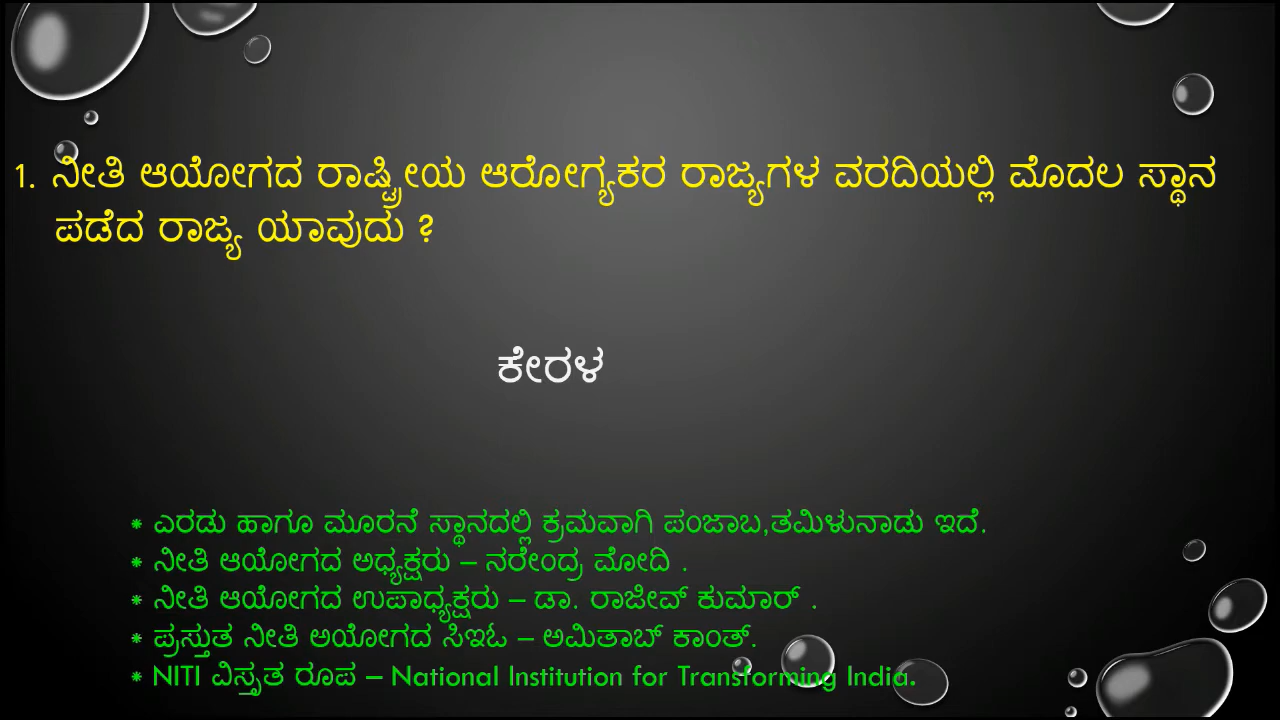 1. ನೀತಿ ಆಯೋಗದ ರಾಷ್ಟ್ರೀಯ ಆರೋಗ್ಯಕರ ರಾಜ್ಯಗಳ ವರದಿಯಲ್ಲಿ ಮೊದಲ ಸ್ಥಾನ
ಪಡೆದ ರಾಜ್ಯ ಯಾವುದು ?
ಕೇರಳ
* ಎರಡು ಹಾಗೂ ಮೂರನೆ ಸ್ಥಾನದಲ್ಲಿ ಕ್ರಮವಾಗಿ ಪಂಜಾಬ,ತಮಿಳುನಾಡು ಇದೆ.
* ನೀತಿ ಆಯೋಗದ ಅಧ್ಯಕ್ಷರು – ನರೇಂದ್ರ ಮೋದಿ .
* ನೀತಿ ಆಯೋಗದ ಉಪಾಧ್ಯಕ್ಷರು – ಡಾ. ರಾಜೀವ್ ಕುಮಾರ್ .
* ಪ್ರಸ್ತುತ ನೀತಿ ಅಯೋಗದ ಸಿಇಓ – ಅಮಿತಾಬ್ ಕಾಂತ್.
* NITI ವಿಸ್ತೃತ ರೂಪ – National Institution for Transforming India.